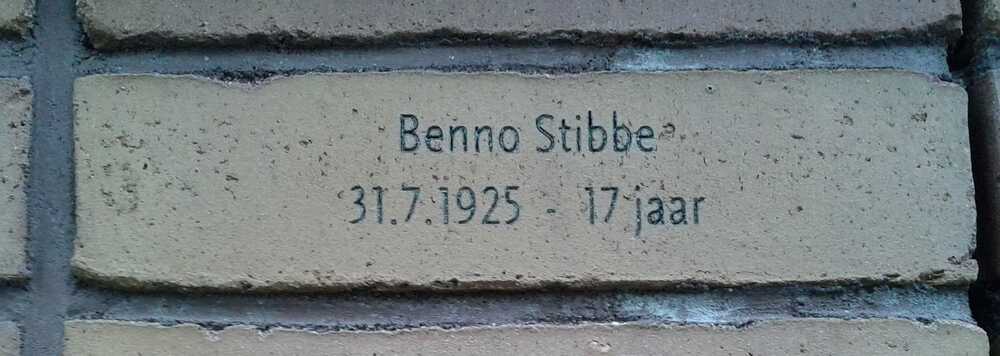 Benno Stibbe
31.7.1925 - 17 jaar